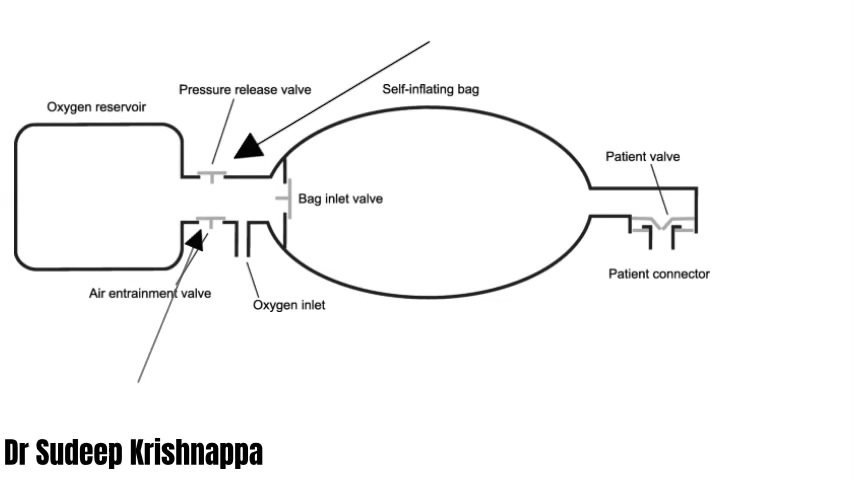 Pressure release valve
Self-inflating bag
Oxygen reservoir
Patient valve
Bag inlet valve
Patient connector
Air entrainment valve
Oxygen inlet
Dr Sudeep Krishnappa